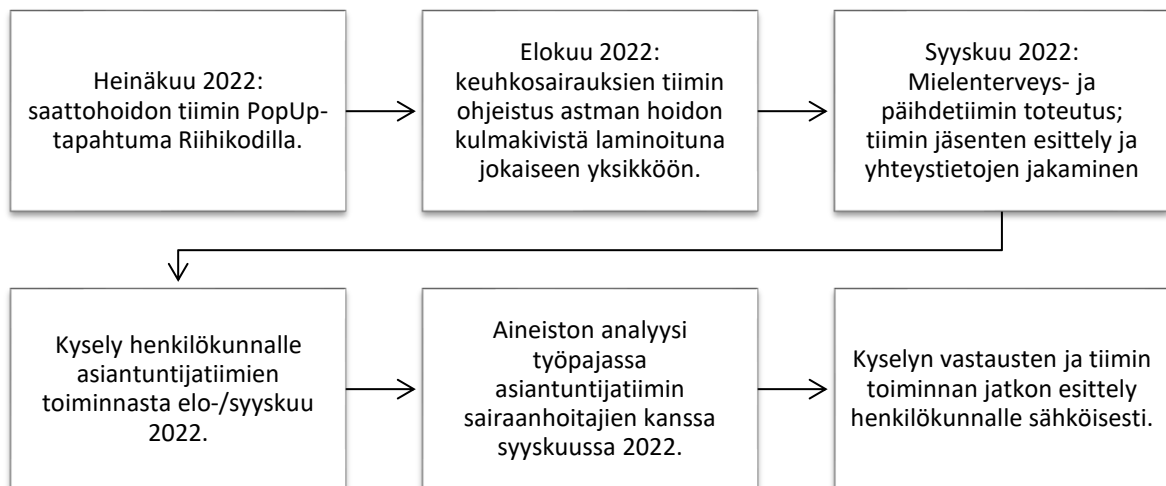 Heinäkuu 2022:
saattohoidon tiimin PopUp-
tapahtuma Riihikodilla.
Elokuu 2022:
keuhkosairauksien tiimin
ohjeistus astman hoidon
kulmakivistä laminoituna
jokaiseen yksikköön.
Syyskuu 2022:
Mielenterveys- ja
päihdetiimin toteutus;
tiimin jäsenten esittely ja
yhteystietojen jakaminen
Kysely henkilökunnalle
asiantuntijatiimien
toiminnasta elo-/syyskuu
2022.
Aineiston analyysi
työpajassa
asiantuntijatiimin
sairaanhoitajien kanssa
syyskuussa 2022.
Kyselyn vastausten ja tiimin
toiminnan jatkon esittely
henkilökunnalle sähköisesti.